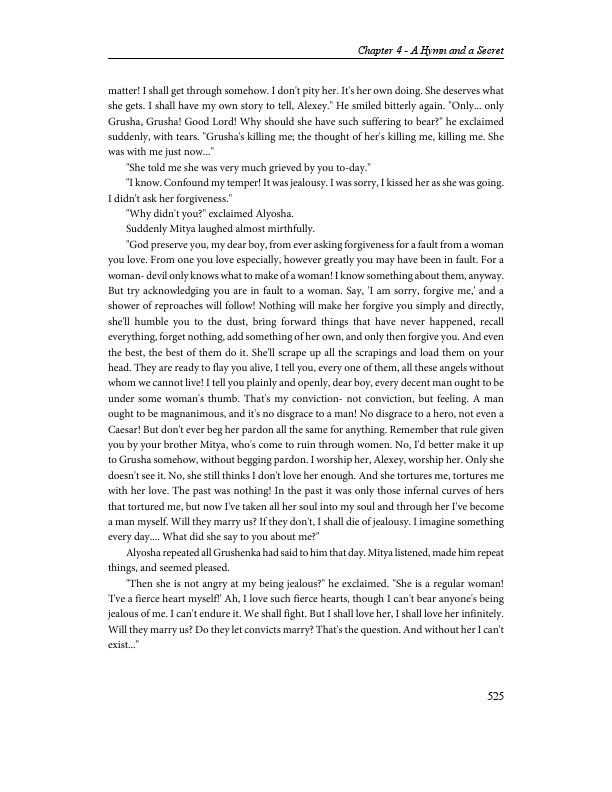 Chapter 4 - A Hymn and a Secret
matter! I shall get through somehow. I don't pity her. It's her own doing. She deserves what
she gets. I shall have my own story to tell, Alexey." He smiled bitterly again. "Only... only
Grusha, Grusha! Good Lord! Why should she have such suffering to bear?" he exclaimed
suddenly, with tears. "Grusha's killing me; the thought of her's killing me, killing me. She
was with me just now..."
"She told me she was very much grieved by you to-day."
"I know. Confound my temper! It was jealousy. I was sorry, I kissed her as she was going.
I didn't ask her forgiveness."
"Why didn't you?" exclaimed Alyosha.
Suddenly Mitya laughed almost mirthfully.
"God preserve you, my dear boy, from ever asking forgiveness for a fault from a woman
you love. From one you love especially, however greatly you may have been in fault. For a
woman- devil only knows what to make of a woman! I know something about them, anyway.
But try acknowledging you are in fault to a woman. Say, 'I am sorry, forgive me,' and a
shower of reproaches will follow! Nothing will make her forgive you simply and directly,
she'll humble you to the dust, bring forward things that have never happened, recall
everything, forget nothing, add something of her own, and only then forgive you. And even
the best, the best of them do it. She'll scrape up all the scrapings and load them on your
head. They are ready to flay you alive, I tell you, every one of them, all these angels without
whom we cannot live! I tell you plainly and openly, dear boy, every decent man ought to be
under some woman's thumb. That's my conviction- not conviction, but feeling. A man
ought to be magnanimous, and it's no disgrace to a man! No disgrace to a hero, not even a
Caesar! But don't ever beg her pardon all the same for anything. Remember that rule given
you by your brother Mitya, who's come to ruin through women. No, I'd better make it up
to Grusha somehow, without begging pardon. I worship her, Alexey, worship her. Only she
doesn't see it. No, she still thinks I don't love her enough. And she tortures me, tortures me
with her love. The past was nothing! In the past it was only those infernal curves of hers
that tortured me, but now I've taken all her soul into my soul and through her I've become
a man myself. Will they marry us? If they don't, I shall die of jealousy. I imagine something
every day.... What did she say to you about me?"
Alyosha repeated all Grushenka had said to him that day. Mitya listened, made him repeat
things, and seemed pleased.
"Then she is not angry at my being jealous?" he exclaimed. "She is a regular woman!
'I've a fierce heart myself!' Ah, I love such fierce hearts, though I can't bear anyone's being
jealous of me. I can't endure it. We shall fight. But I shall love her, I shall love her infinitely.
Will they marry us? Do they let convicts marry? That's the question. And without her I can't
exist..."
525